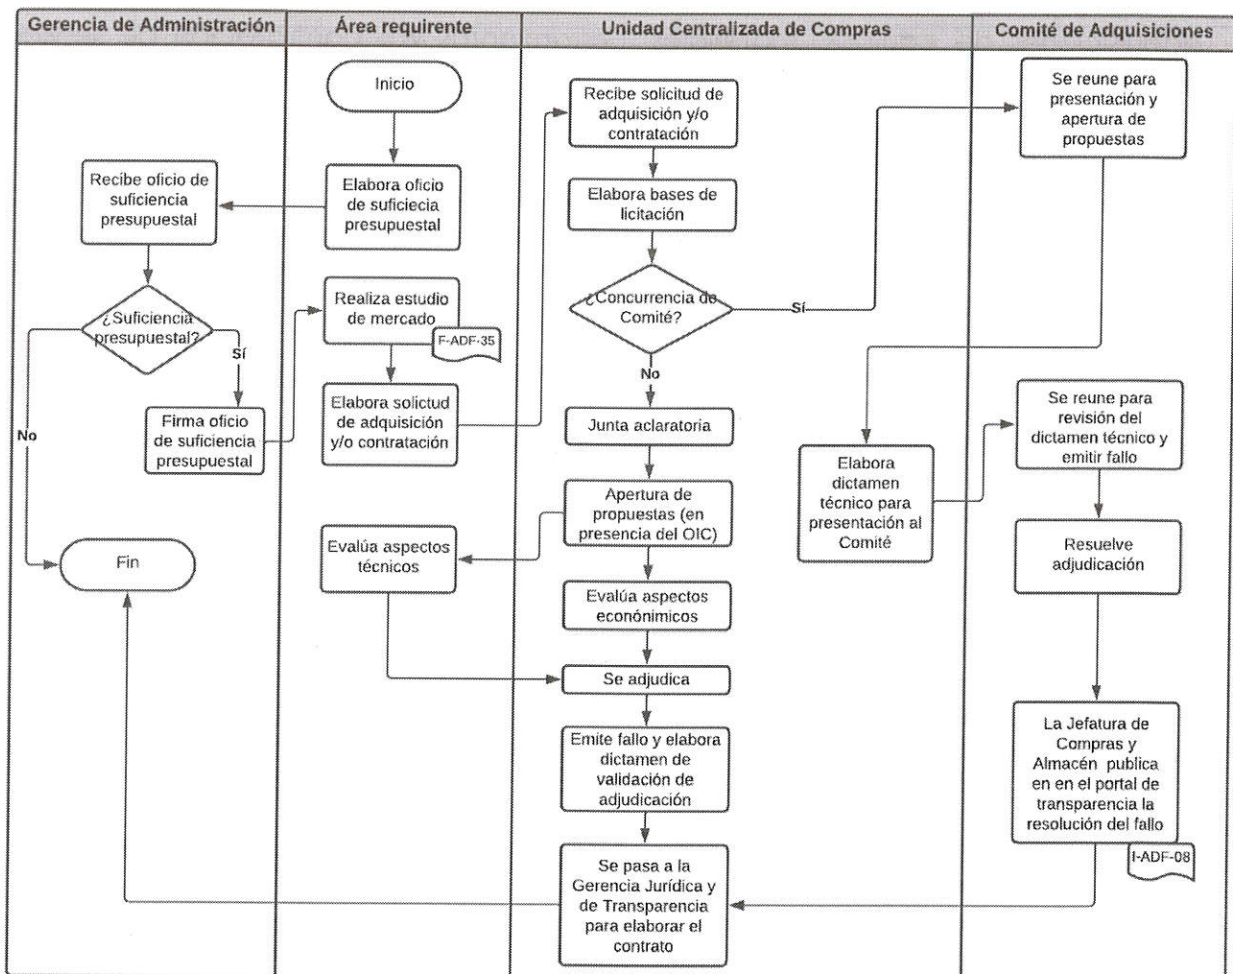 Gerencia de Administración
Área requirente
Unidad Centralizada de Compras
Comité de Adquisiciones
Inicio
Elabora oficio
de suficiecia
presupuestal
Recibe oficio de
suficiencia
presupuestal
¿Suficiencia
presupuestal?
Sí
No
Firma oficio
de suficiencia
presupuestal
Realiza estudio
de mercado
F-ADF-35
Elabora solictud
de adquisición
y/o contratación
Recibe solicitud de
adquisición y/o
contratación
Elabora bases de
licitación
¿Concurrencia de
Comité?
Sí
No
Junta aclaratoria
Apertura de
propuestas (en
presencia del OIC)
Evalúa aspectos
técnicos
Evalúa aspectos
econónimicos
Se adjudica
Emite fallo y elabora
dictamen de
validación de
adjudicación
Se pasa a la
Gerencia Jurídica y
de Transparencia
para elaborar el
contrato
Fin
Se reune para
presentación y
apertura de
propuestas
Elabora
dictamen
técnico para
presentación al
Comité
Se reune para
revisión del
dictamen técnico y
emitir fallo
Resuelve
adjudicación
La Jefatura de
Compras y
Almacén publica
en en el portal de
transparencia la
resolución del fallo
I-ADF-08